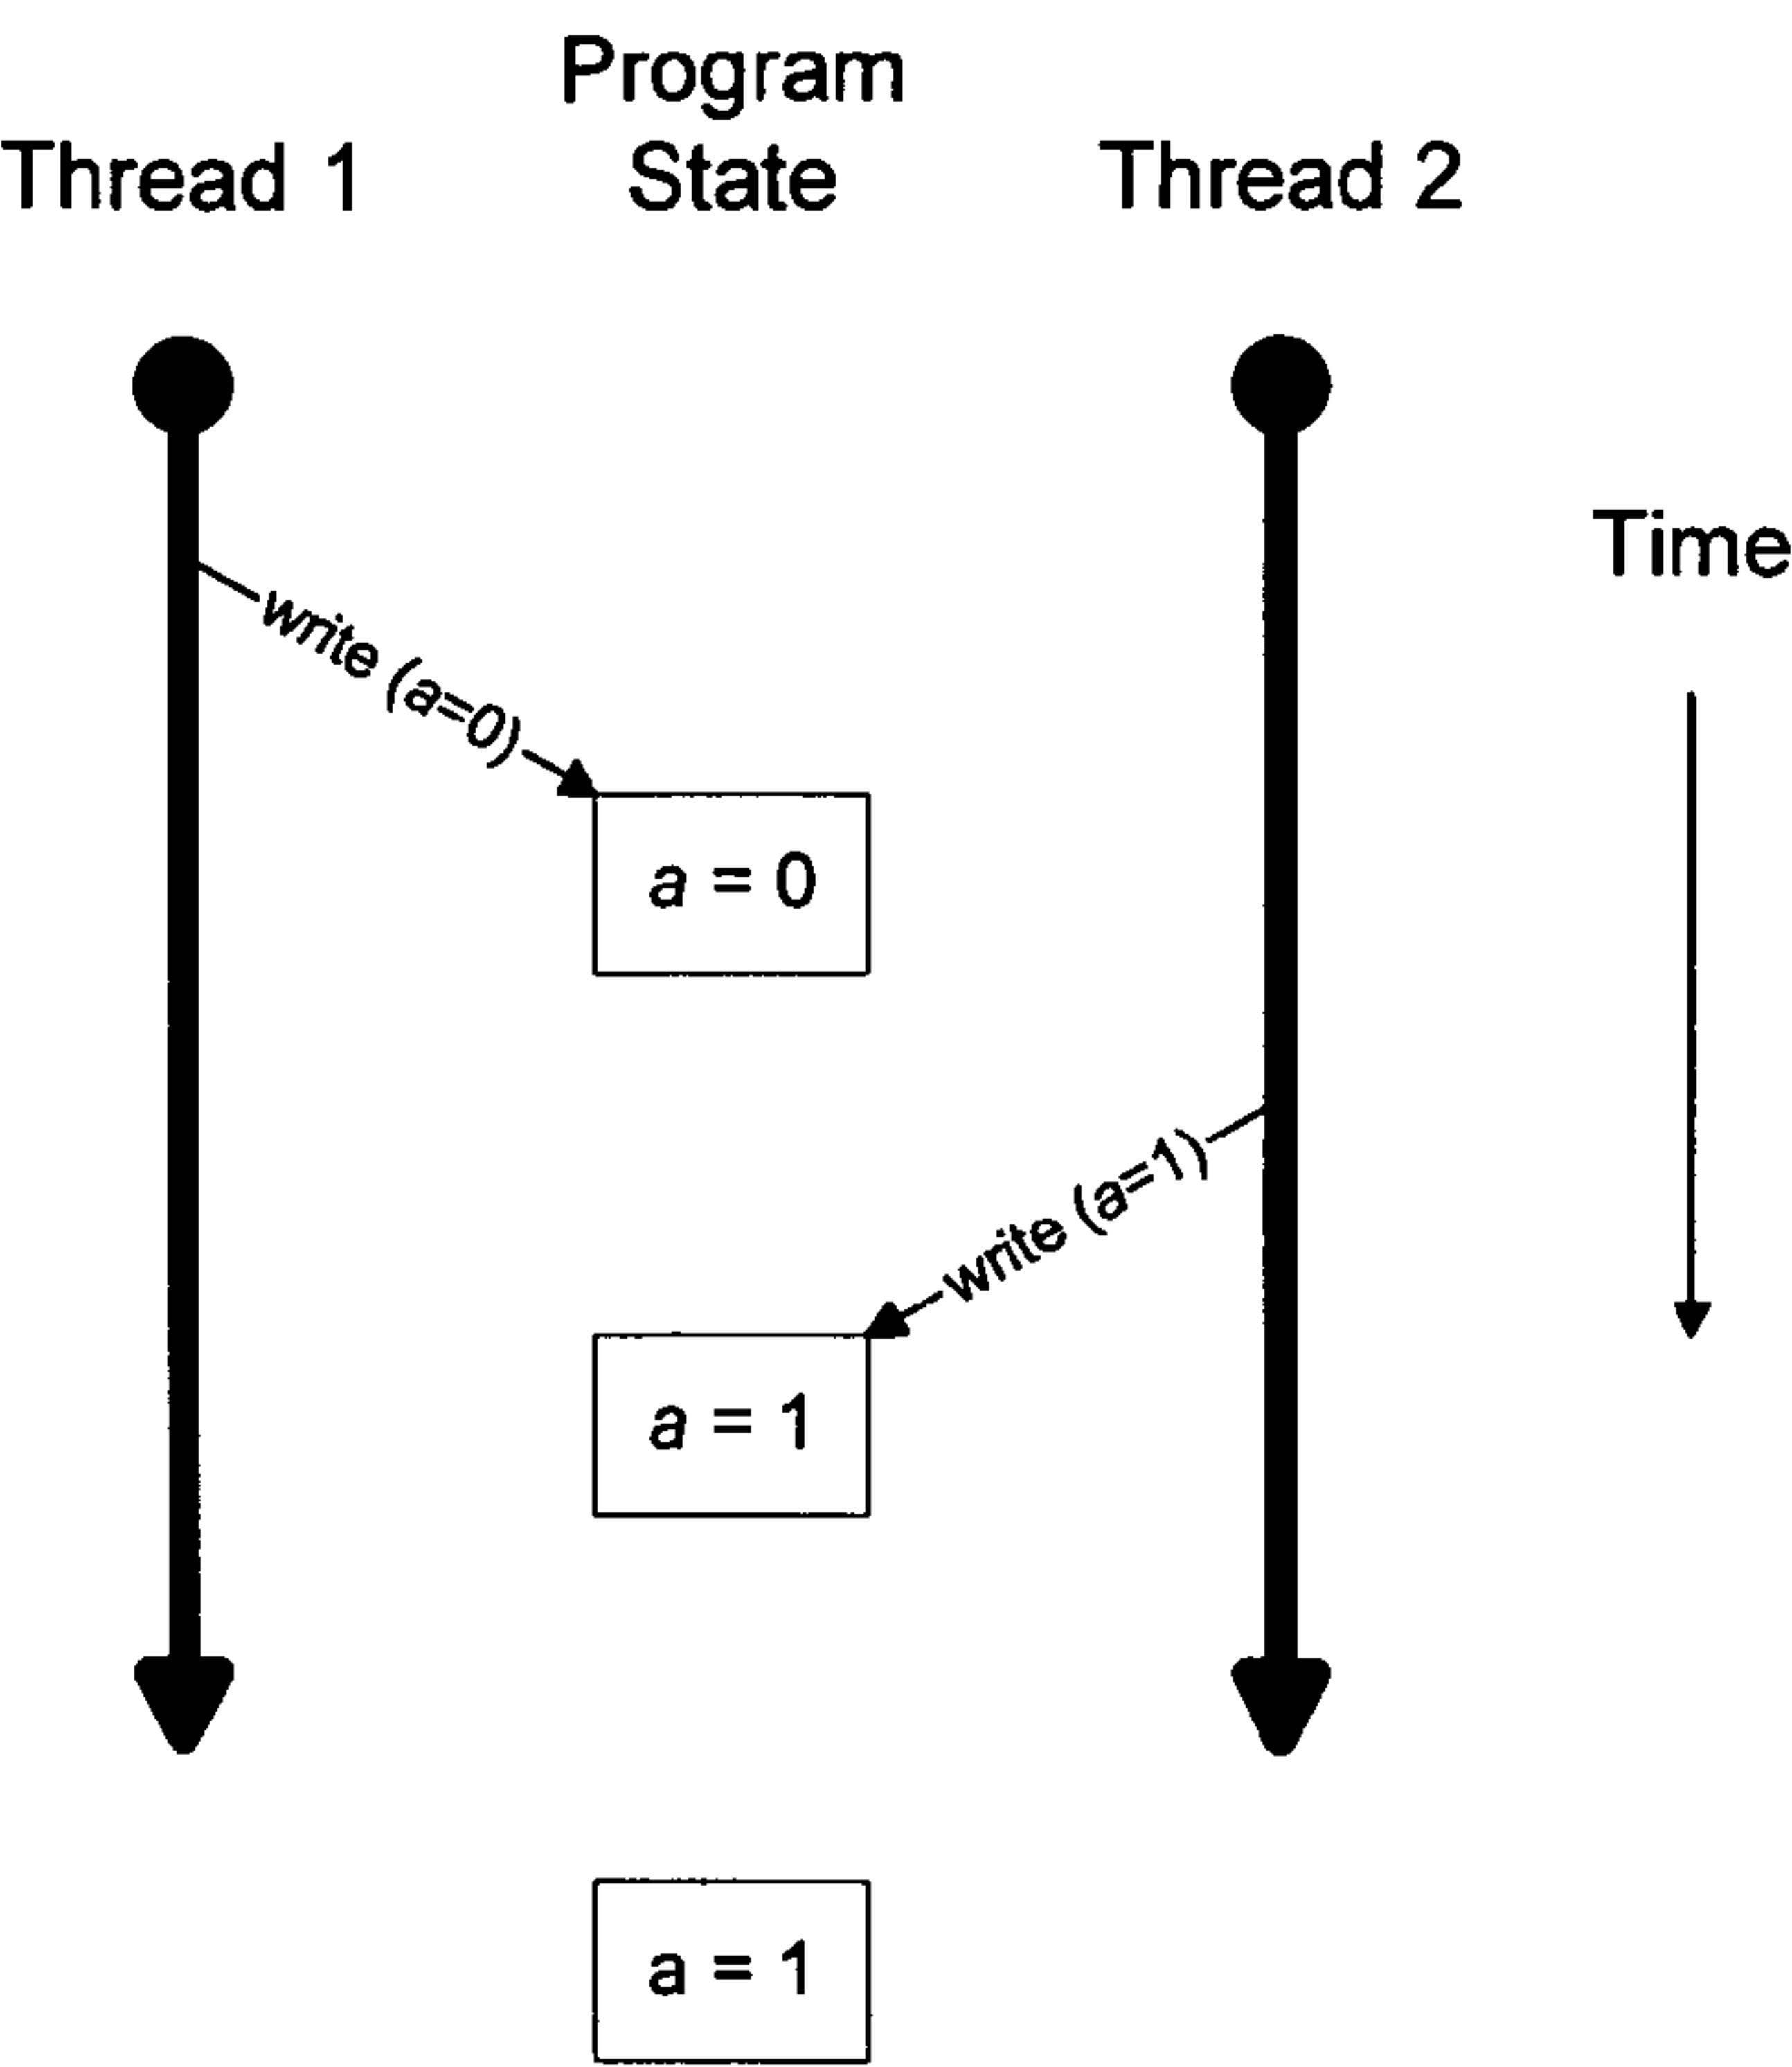 Program
State
Thread 1
Thread 2
Time
write (a=0)
a = 0
write (a=1)
a = 1
a = 1